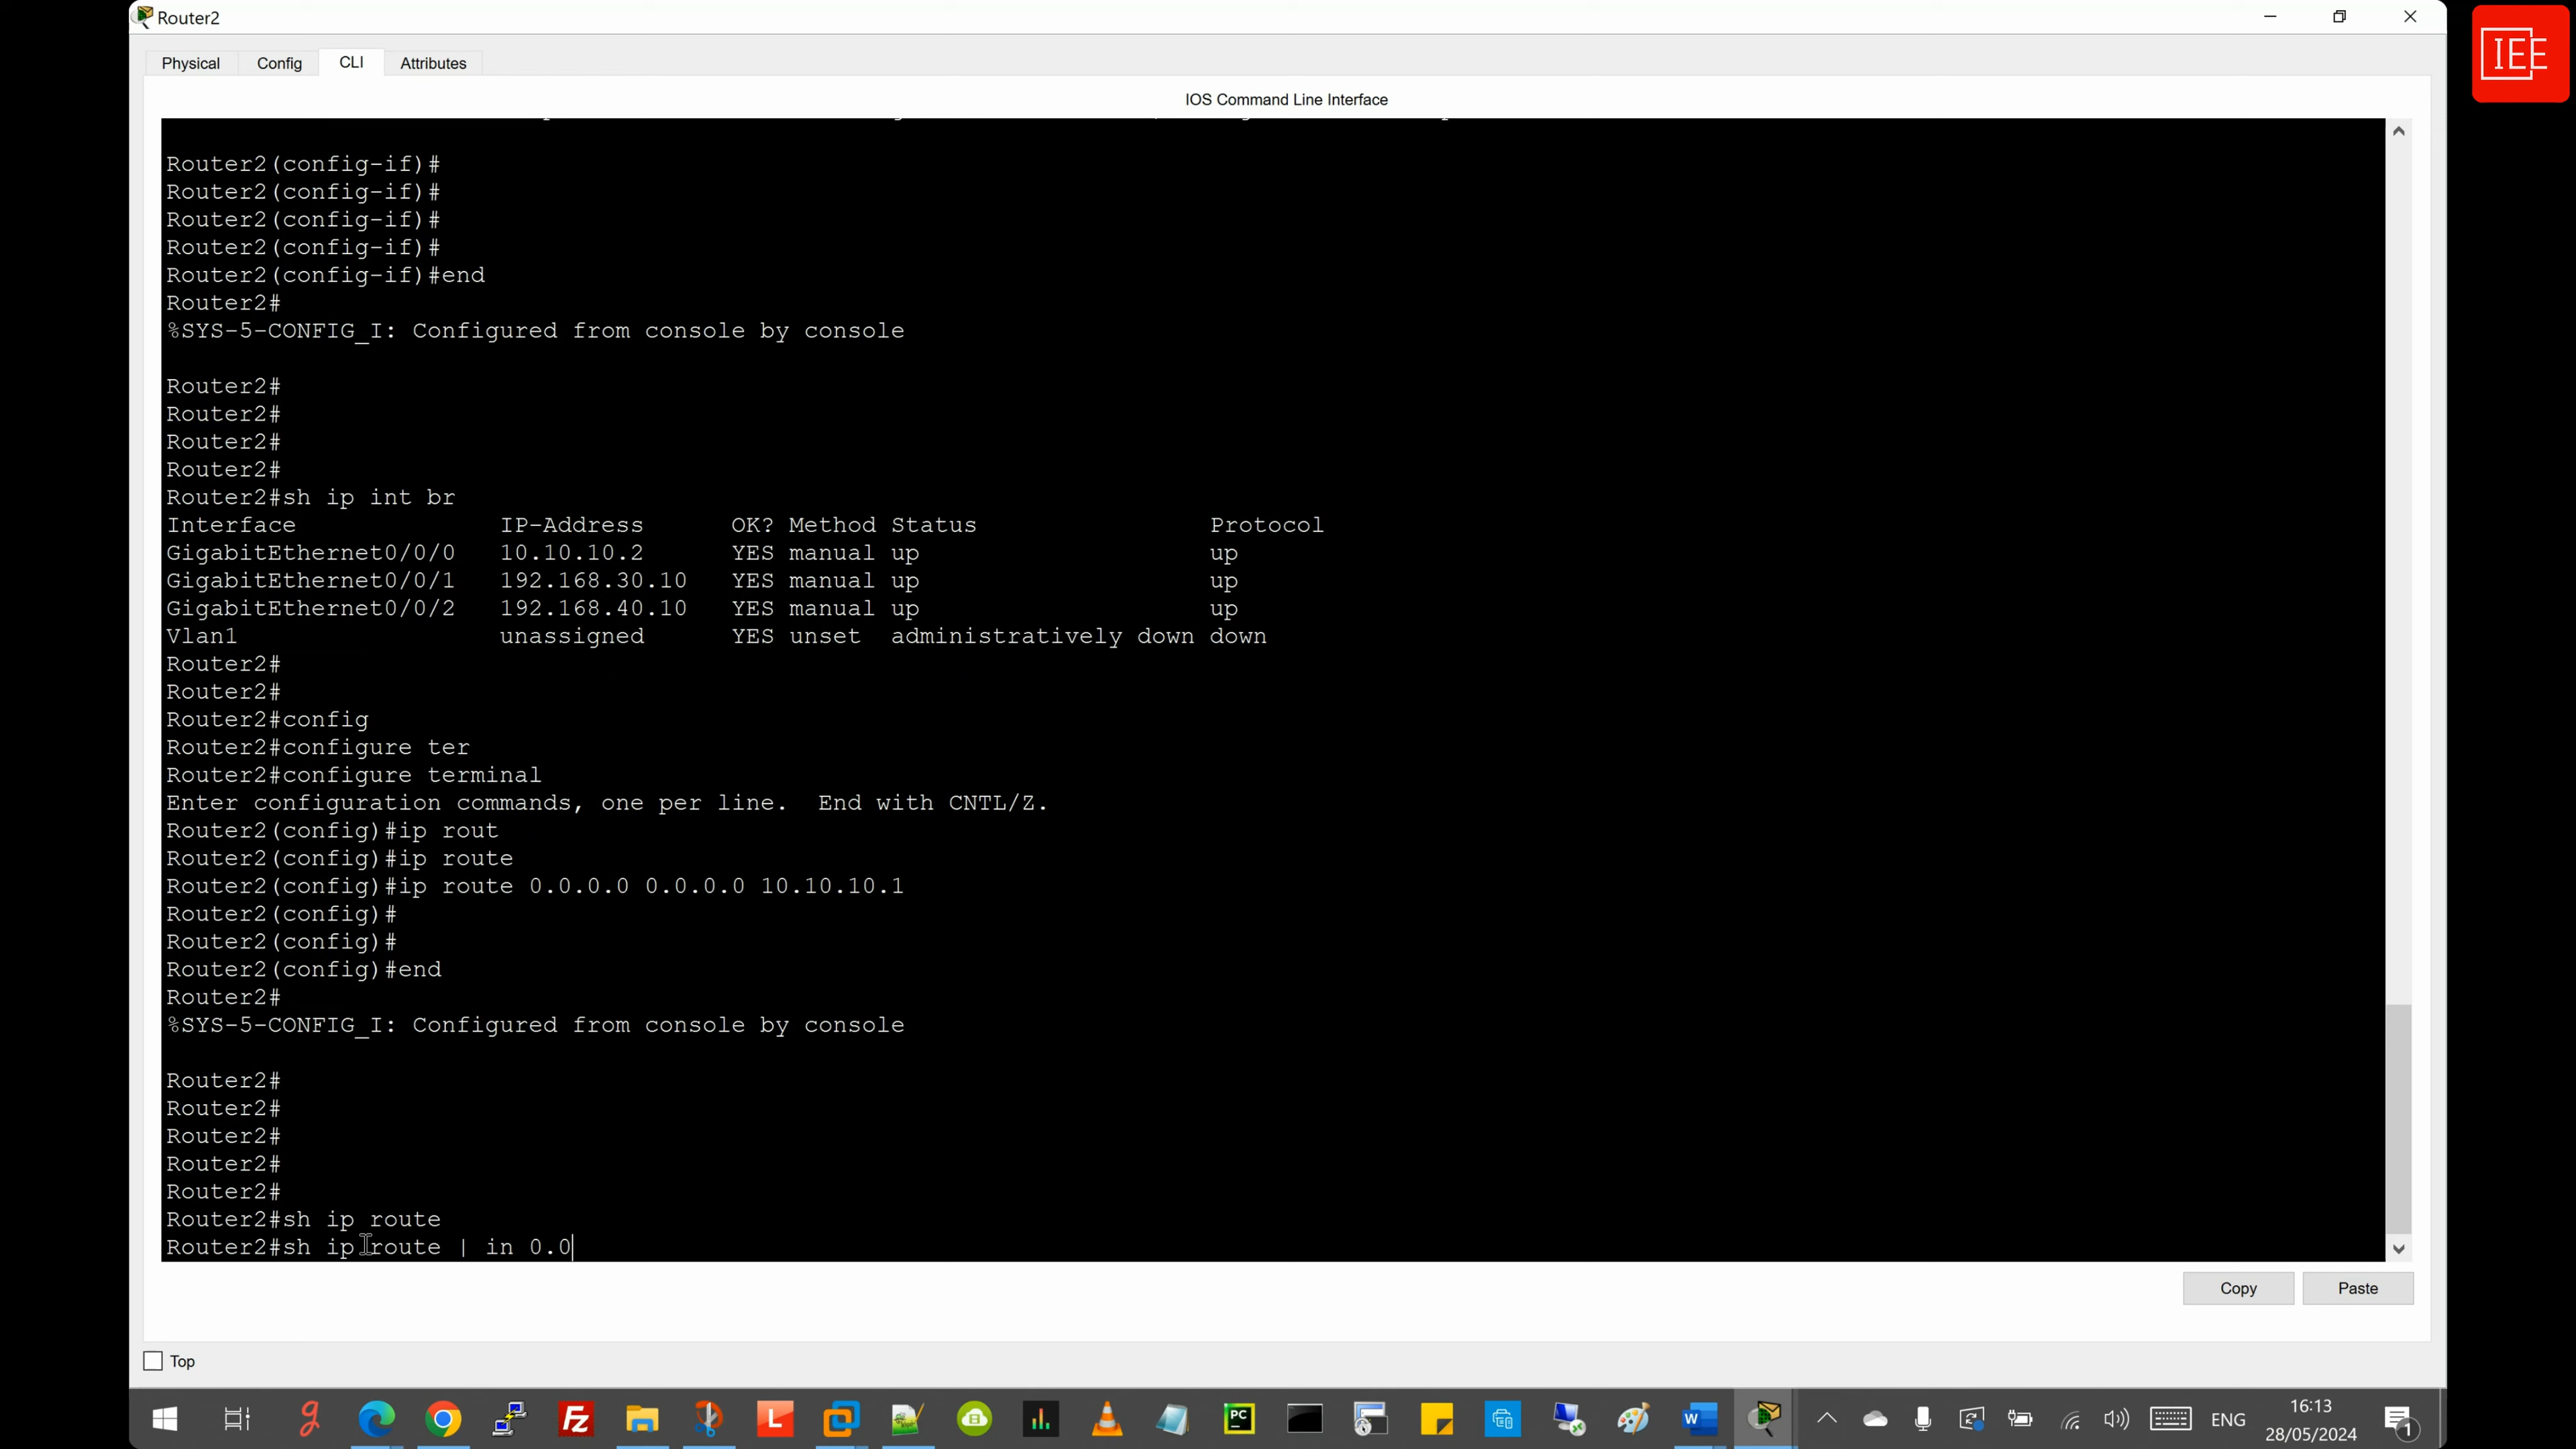 Router2
IEE
Physical Config CLI Attributes
IOS Command Line Interface
Router2(config-if)#
Router2(config-if)#
Router2(config-if)#
Router2(config-if)#
Router2(config-if)#end
Router2#
%SYS-5-CONFIG_I: Configured from console by console
Router2#
Router2#
Router2#
Router2#
Router2#sh ip int br
Interface IP-Address OK? Method Status Protocol
GigabitEthernet0/0/0 10.10.10.2 YES manual up up
GigabitEthernet0/0/1 192.168.30.10 YES manual up up
GigabitEthernet0/0/2 192.168.40.10 YES manual up up
Vlan1 unassigned YES unset administratively down down
Router2#
Router2#
Router2#config
Router2#configure ter
Router2#configure terminal
Enter configuration commands, one per line. End with CNTL/Z.
Router2(config)#ip rout
Router2(config)#ip route
Router2(config)#ip route 0.0.0.0 0.0.0.0 10.10.10.1
Router2(config)#
Router2(config)#
Router2(config)#end
Router2#
%SYS-5-CONFIG_I: Configured from console by console
Router2#
Router2#
Router2#
Router2#
Router2#
Router2#sh ip route
Router2#sh ip route | in 0.0
Copy Paste
Top
ENG
16:13
28/05/2024